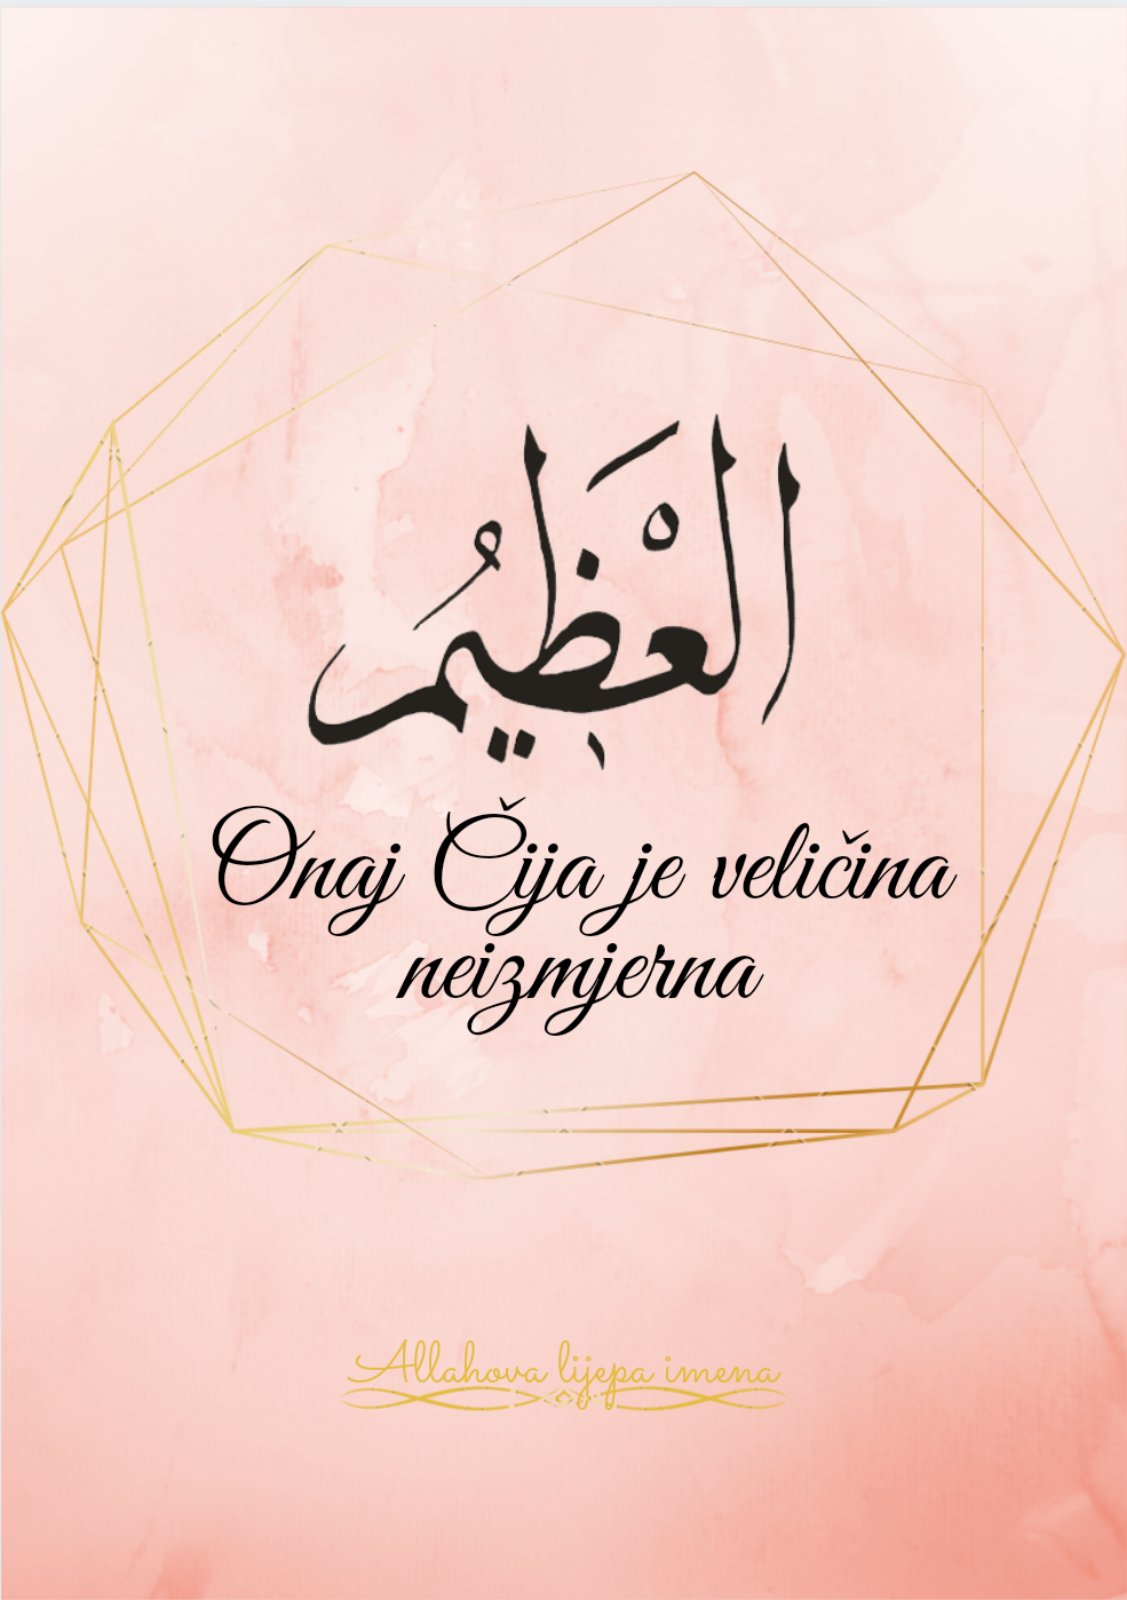 العَظِيمُ
Onaj Čija je veličina
neizmjerna
Allahova lijepa imena